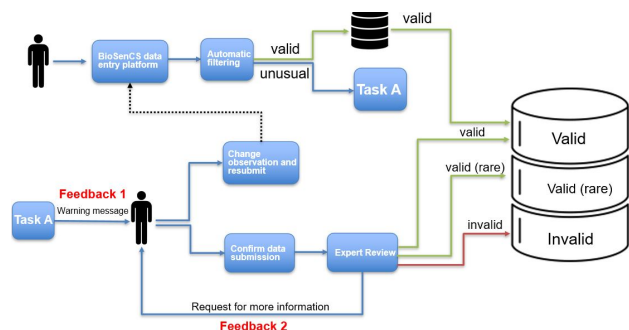 BioSenCS data
entry platform
Automatic
filtering
valid
unusual
Task A
Change
observation and
resubmit
Feedback 1
Warning message
Task A
Confirm data
submission
Expert Review
valid
valid (rare)
invalid
Valid
Valid (rare)
Invalid
Request for more information
Feedback 2